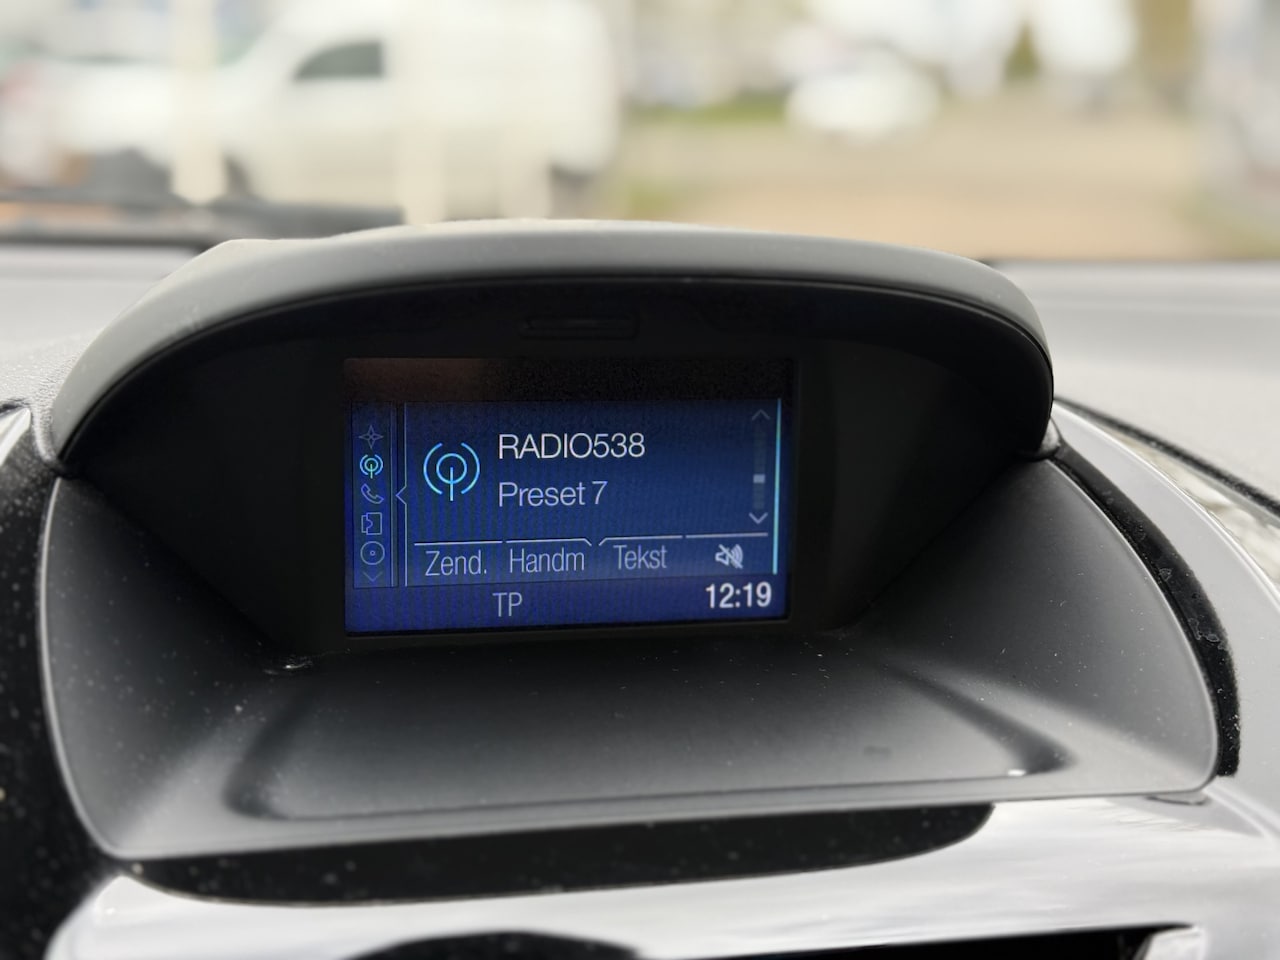 RADIO538
Preset 7
Zend. Handm Tekst
TP 12:19